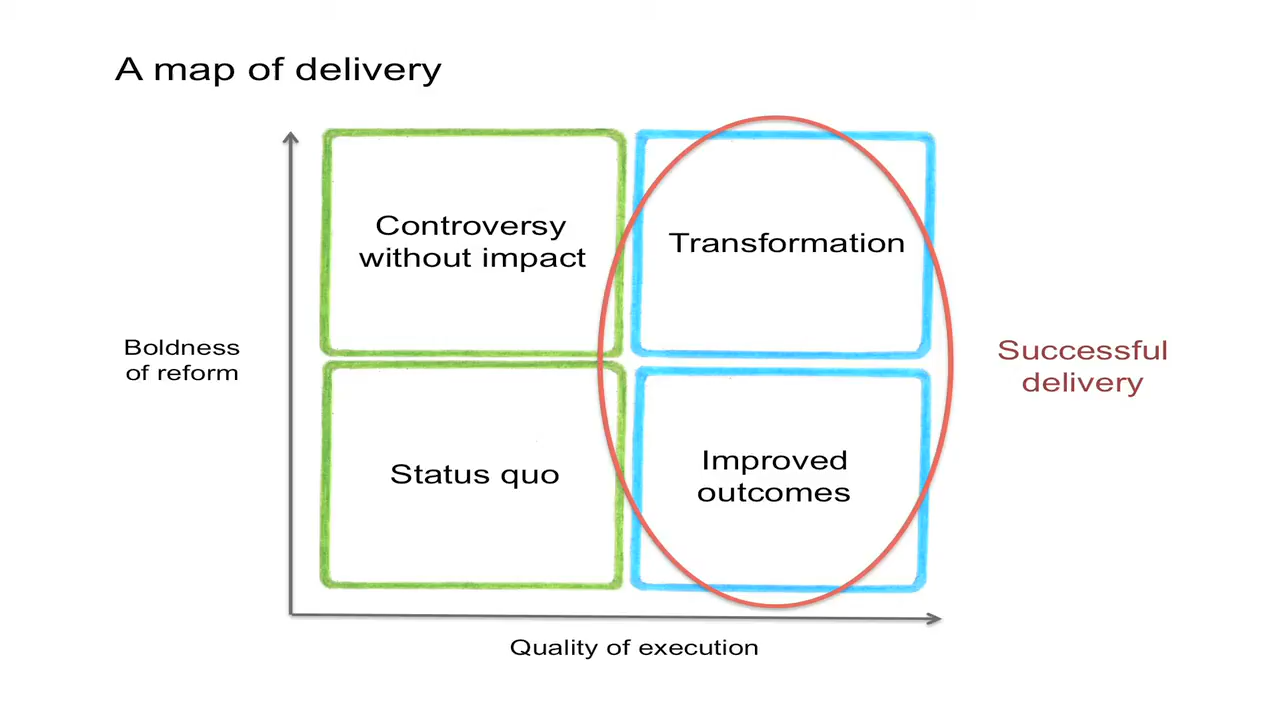 A map of delivery
Controversy
without impact
Transformation
Boldness
of reform
Successful
delivery
Status quo
Improved
outcomes
Quality of execution